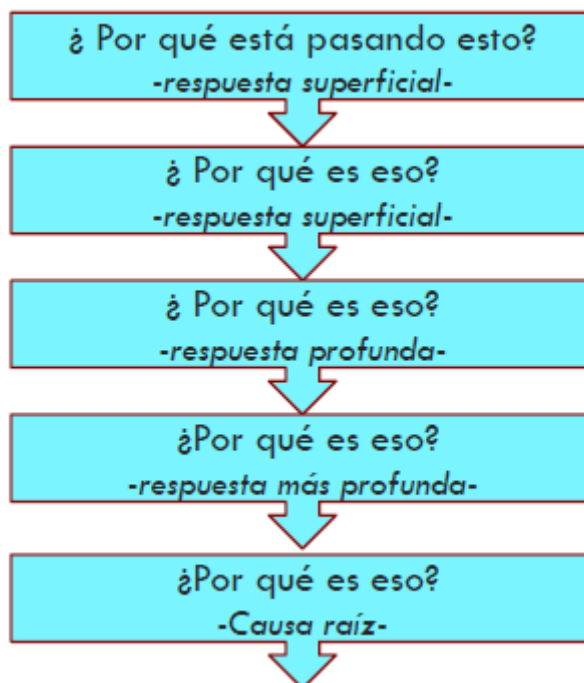 ¿ Por qué está pasando esto?
-respuesta superficial-
¿ Por qué es eso?
-respuesta superficial-
¿ Por qué es eso?
-respuesta profunda-
¿Por qué es eso?
-respuesta más profunda-
¿Por qué es eso?
-Causa raíz-